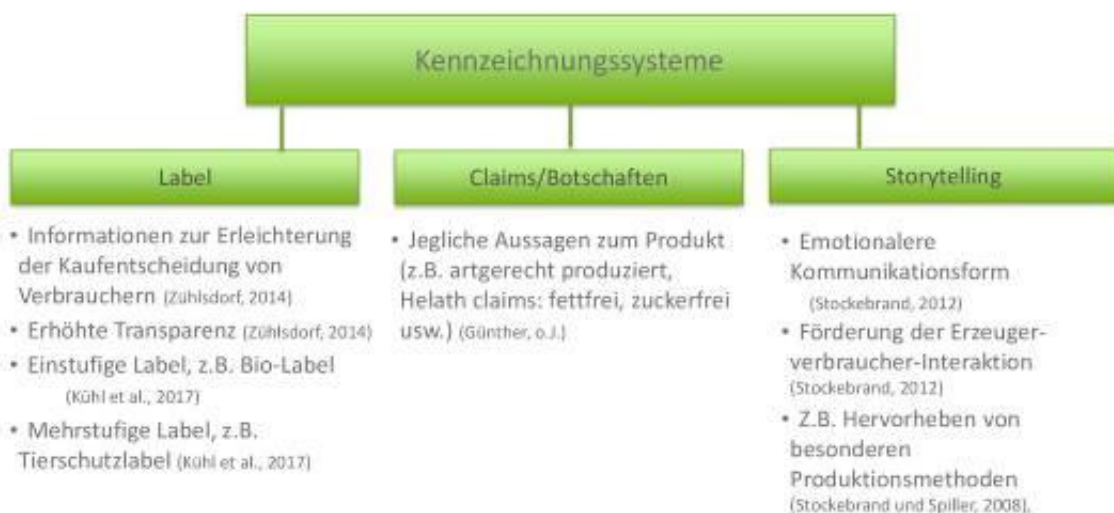 Kennzeichnungssysteme
Label
• Informationen zur Erleichterung
der Kaufentscheidung von
Verbrauchern (Zühlsdorf, 2014)
• Erhöhte Transparenz (Zühlsdorf, 2014)
• Einstufige Label, z.B. Bio-Label
(Kühl et al., 2017)
• Mehrstufige Label, z.B.
Tierschutzlabel (Kühl et al., 2017)
Claims/Botschaften
• Jegliche Aussagen zum Produkt
(z.B. artgerecht produziert,
Helath claims: fettfrei, zuckerfrei
usw.) (Günther, o.J.)
Storytelling
• Emotionalere
Kommunikationsform
(Stockebrand, 2012)
• Förderung der Erzeuger-
verbraucher-Interaktion
(Stockebrand, 2012)
• Z.B. Hervorheben von
besonderen
Produktionsmethoden
(Stockebrand und Spiller, 2008),